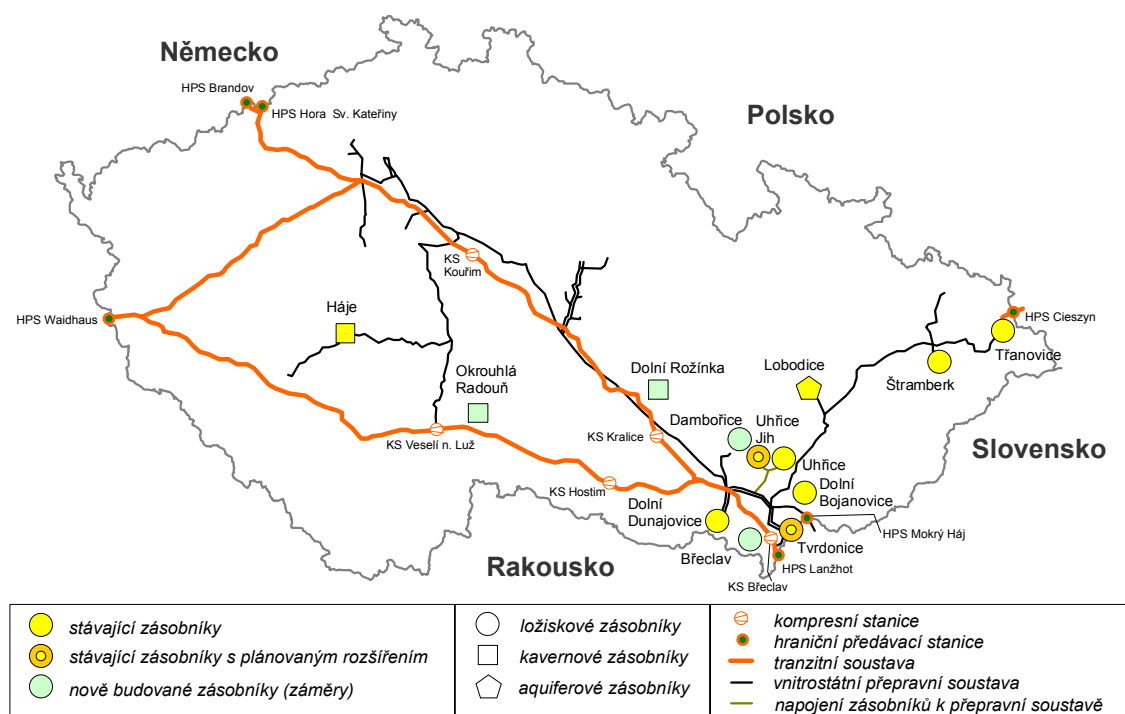 Německo
HPS Brandov
HPS Hora Sv. Kateřiny
Polsko
KS
Kouřim
HPS Waidhaus
Háje
HPS Cieszyn
Třanovice
Štramberk
Lobodice
Okrouhlá
Radouň
Dolní Rožínka
Dambořice
Uhřice
Jih
KS Veselí n. Luž
KS Kralice
Slovensko
Uhřice
KS Hostim
Dolní
Bojanovice
Dolní
Dunajovice
HPS Mokrý Háj
Tvrdonice
Břeclav
HPS Lanžhot
KS Břeclav
Rakousko
stávající zásobníky
stávající zásobníky s plánovaným rozšířením
nově budované zásobníky (záměry)
ložiskové zásobníky
kavernové zásobníky
aquiferové zásobníky
kompresní stanice
hraniční předávací stanice
tranzitní soustava
vnitrostátní přepravní soustava
napojení zásobníků k přepravní soustavě